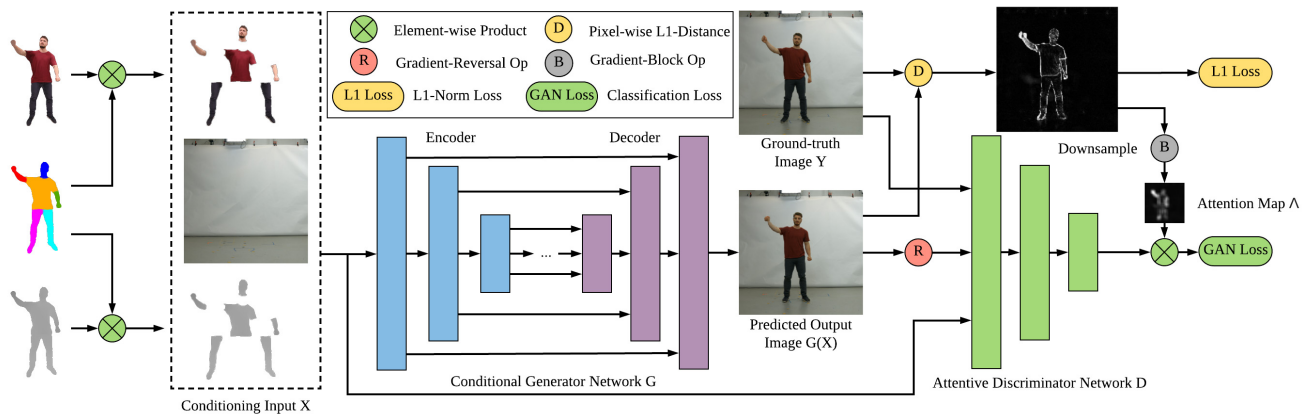 Element-wise Product
D
Pixel-wise L1-Distance
R
Gradient-Reversal Op
B
Gradient-Block Op
L1 Loss
L1-Norm Loss
GAN Loss
Classification Loss
Encoder
Decoder
...
Conditional Generator Network G
Conditioning Input X
Ground-truth
Image Y
Predicted Output
Image G(X)
D
R
L1 Loss
Downsample
B
Attention Map Λ
GAN Loss
Attentive Discriminator Network D